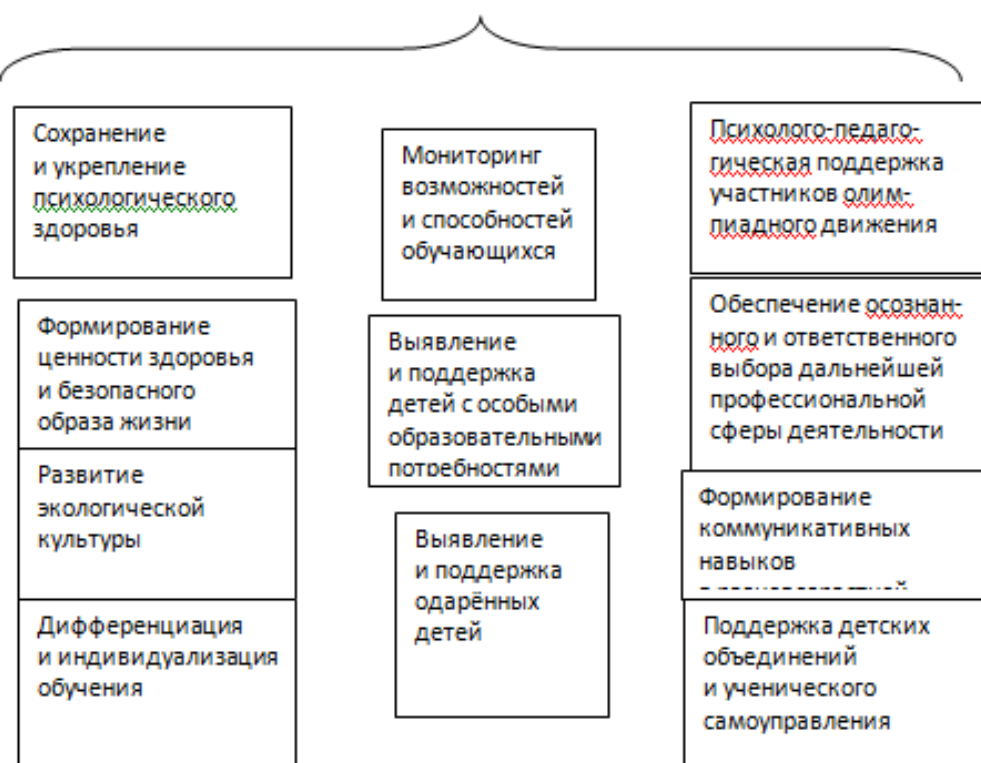 Сохранение
и укрепление
психологического
здоровья
Формирование
ценности здоровья
и безопасного
образа жизни
Развитие
экологической
культуры
Дифференциация
и индивидуализация
обучения
Мониторинг
возможностей
и способностей
обучающихся
Выявление
и поддержка
детей с особыми
образовательными
потребностями
Выявление
и поддержка
одарённых
детей
Психолого-педаго-
гическая поддержка
участников олим-
пиадного движения
Обеспечение осознан-
ного и ответственного
выбора дальнейшей
профессиональной
сферы деятельности
Формирование
коммуникативных
навыков
Поддержка детских
объединений
и ученического
самоуправления